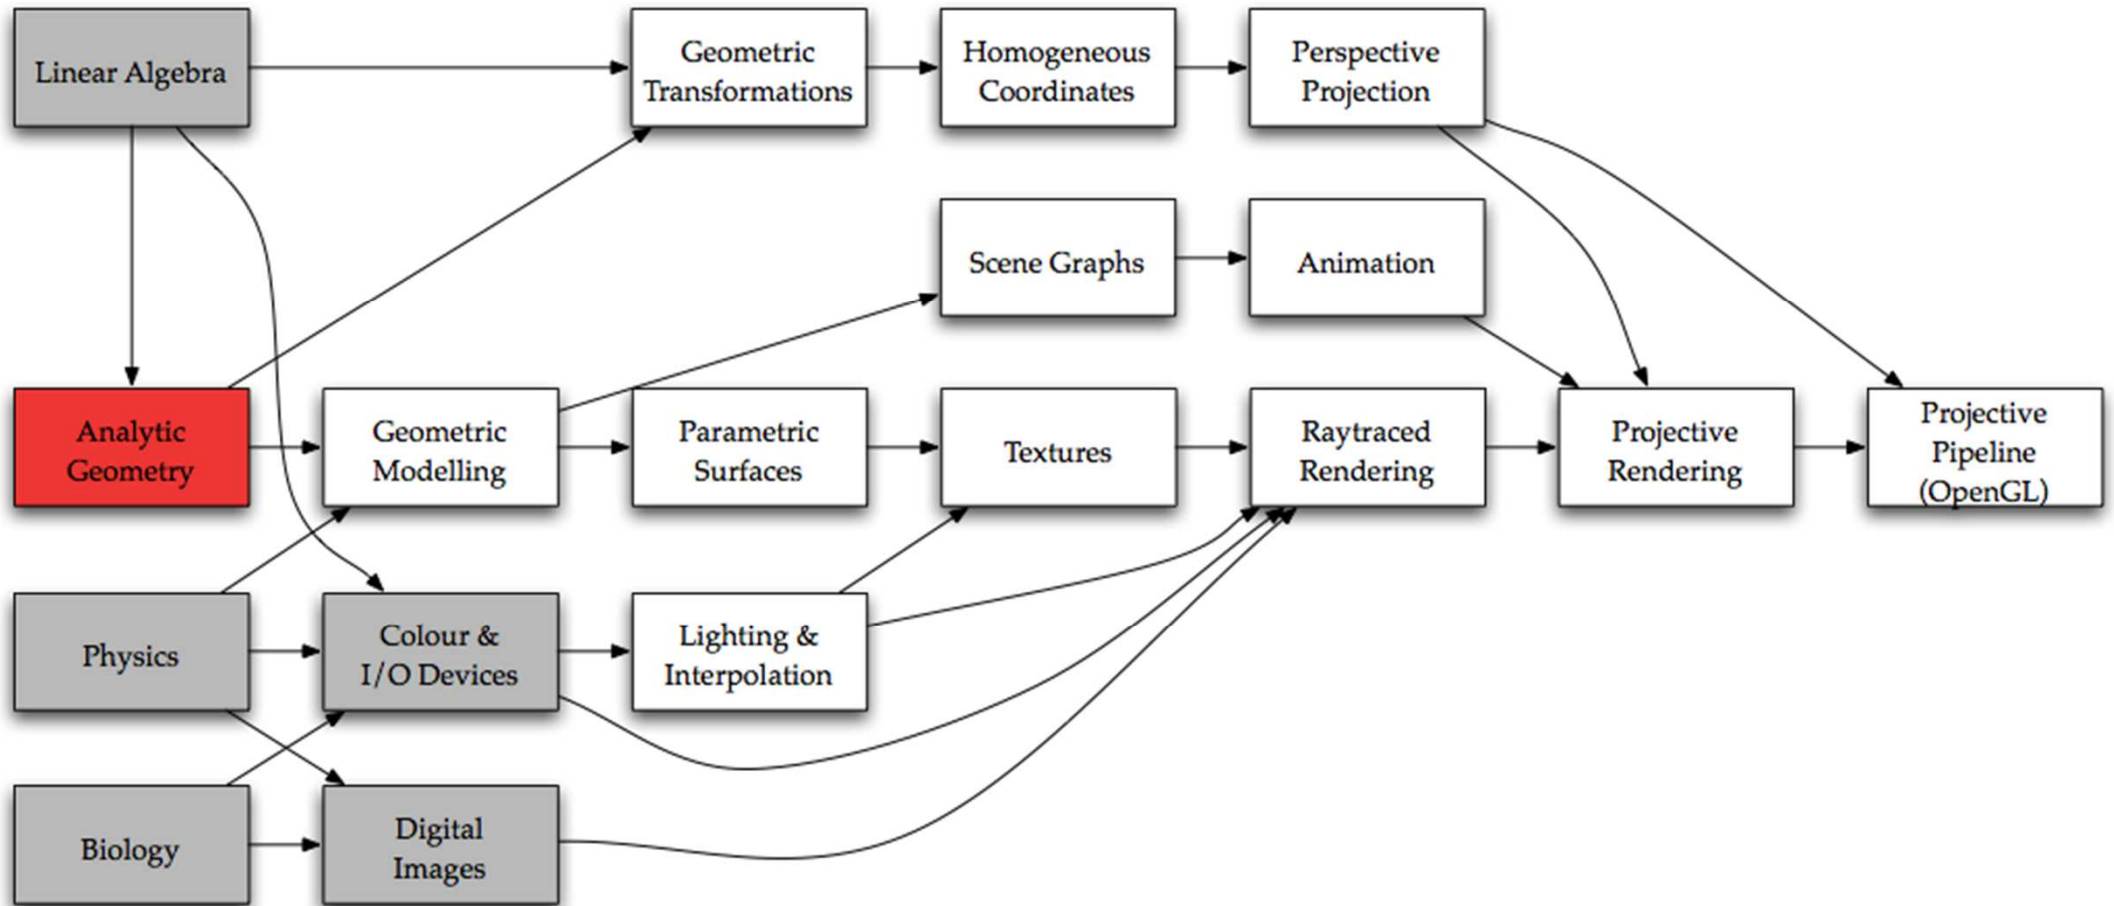 Linear Algebra
Geometric
Transformations
Homogeneous
Coordinates
Perspective
Projection
Scene Graphs
Animation
Analytic
Geometry
Geometric
Modelling
Parametric
Surfaces
Textures
Raytraced
Rendering
Projective
Rendering
Projective
Pipeline
(OpenGL)
Physics
Colour &
I/O Devices
Lighting &
Interpolation
Biology
Digital
Images